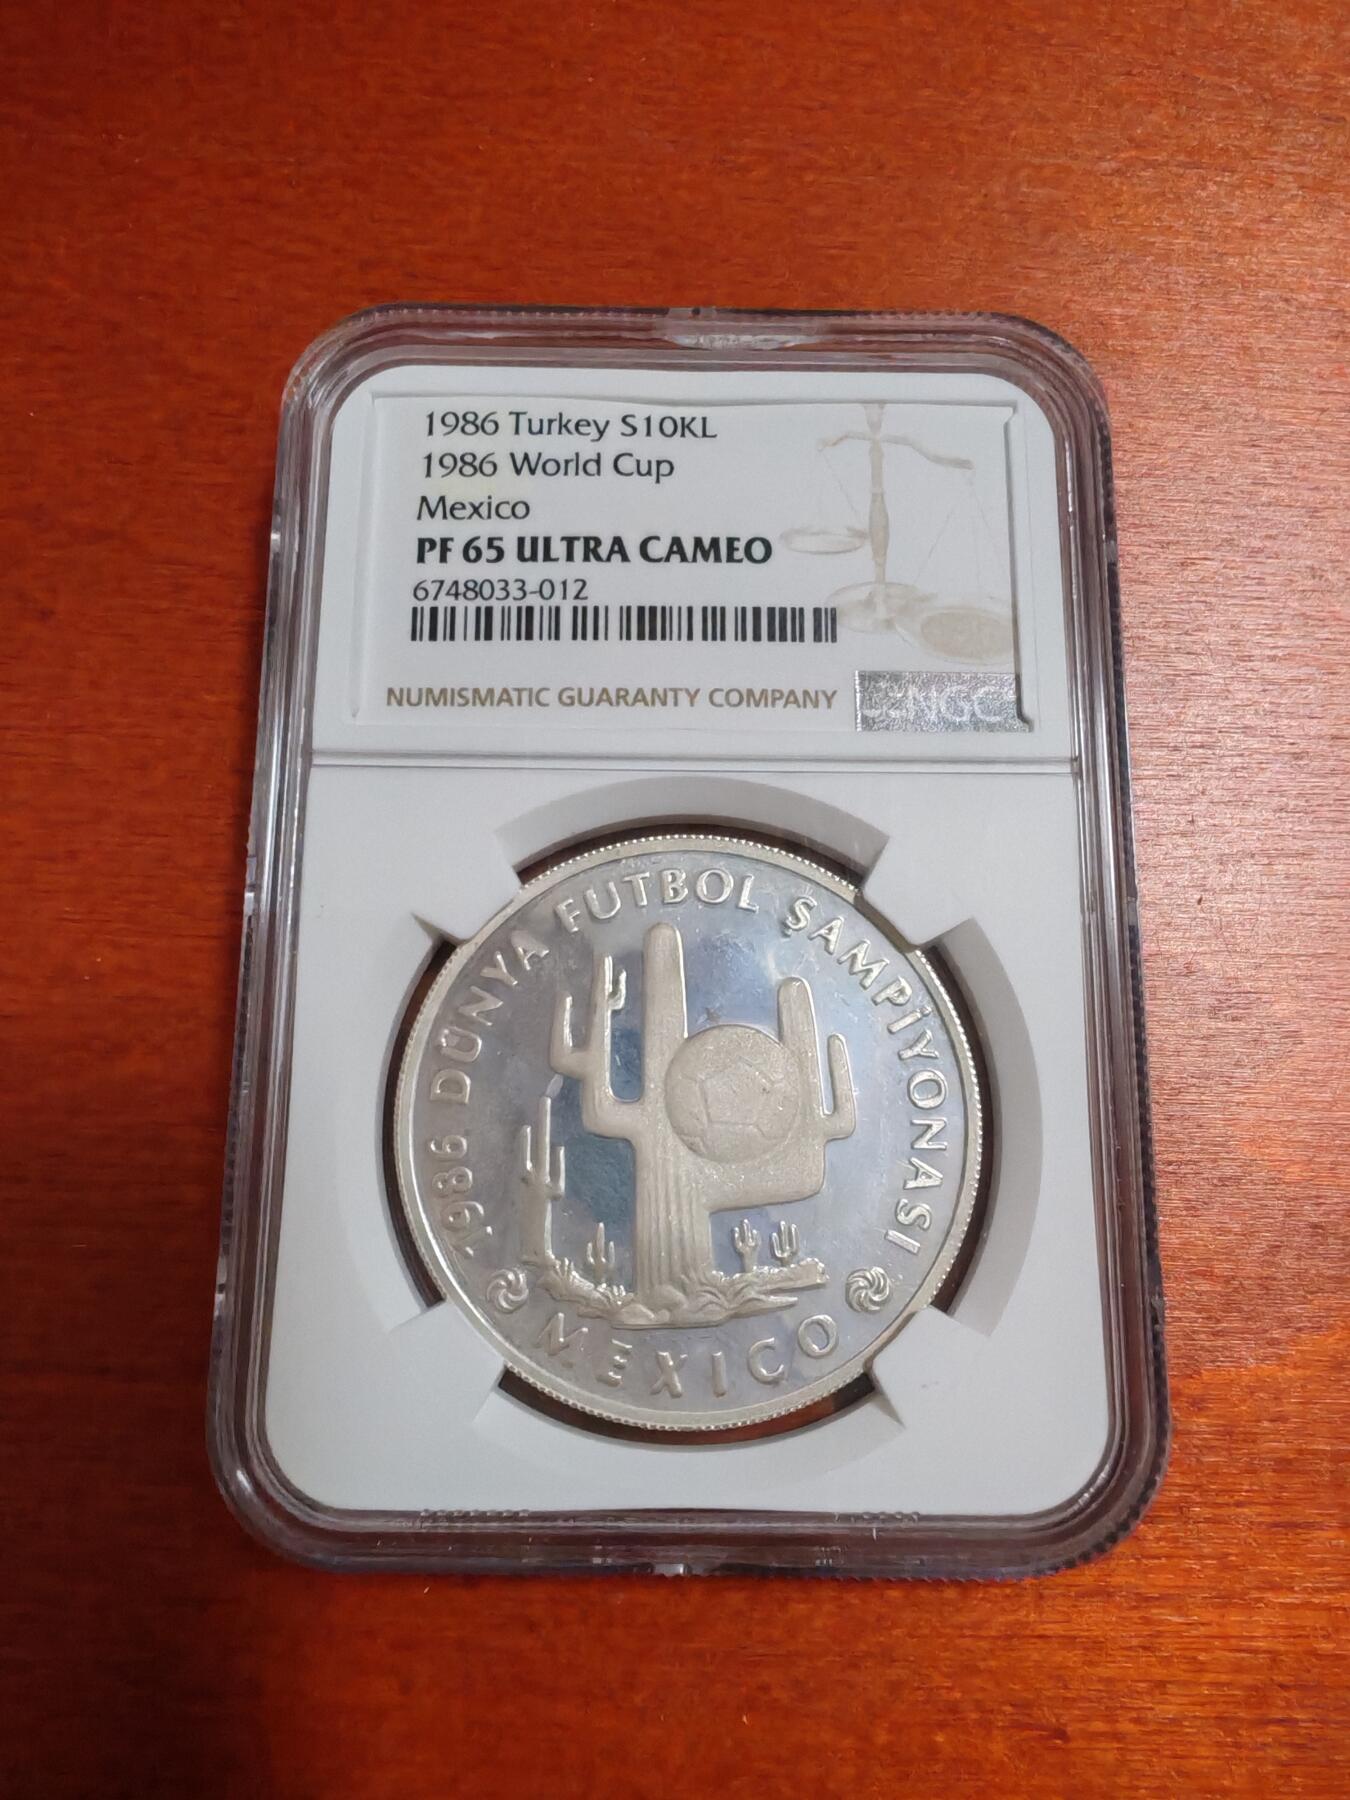 1986 Turkey S10KL
1986 World Cup
Mexico
PF 65 ULTRA CAMEO
6748033-012
NUMISMATIC GUARANTY COMPANY
NGC
1986 DÜNYA FUTBOL ŞAMPİYONASI
MEXICO